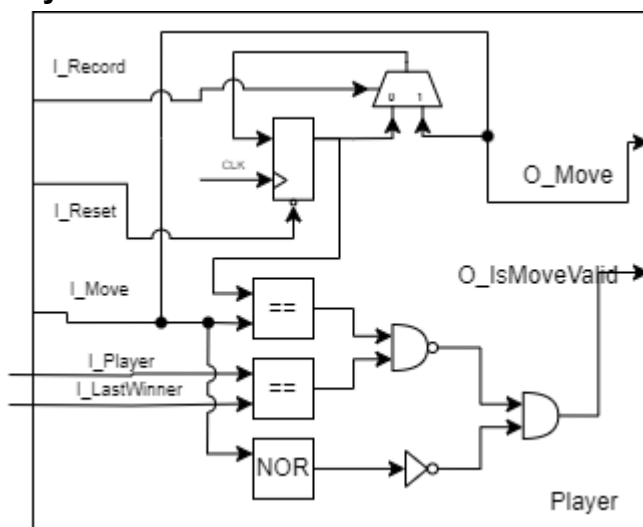 I_Record
0 1
CLK
O_Move
I_Reset
I_Move
O_IsMoveValid
==
I_Player
I_LastWinner
==
NOR
Player